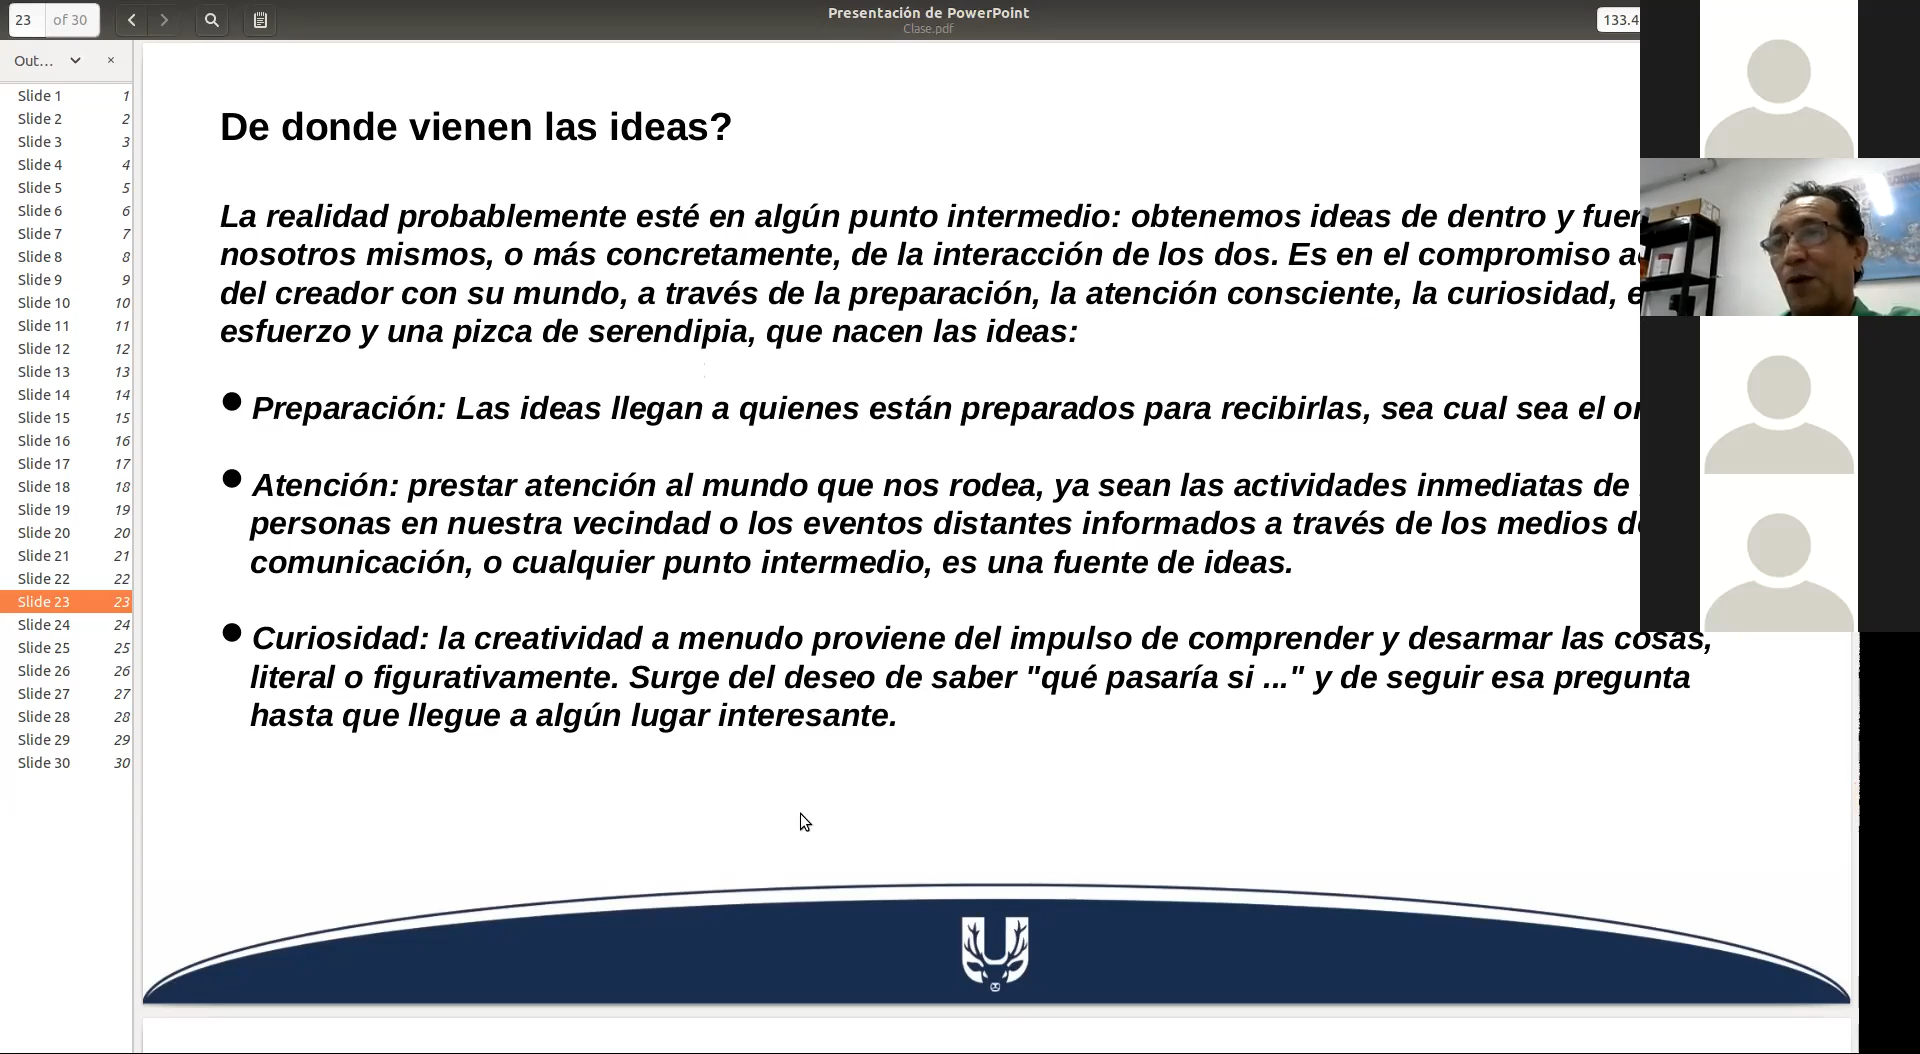 23 of 30
Presentación de PowerPoint
Clase.pdf
133.4
Out...
Slide 1 1
Slide 2 2
Slide 3 3
Slide 4 4
Slide 5 5
Slide 6 6
Slide 7 7
Slide 8 8
Slide 9 9
Slide 10 10
Slide 11 11
Slide 12 12
Slide 13 13
Slide 14 14
Slide 15 15
Slide 16 16
Slide 17 17
Slide 18 18
Slide 19 19
Slide 20 20
Slide 21 21
Slide 22 22
Slide 23 23
Slide 24 24
Slide 25 25
Slide 26 26
Slide 27 27
Slide 28 28
Slide 29 29
Slide 30 30
De donde vienen las ideas?
La realidad probablemente esté en algún punto intermedio: obtenemos ideas de dentro y
nosotros mismos, o más concretamente, de la interacción de los dos. Es en el compromiso
del creador con su mundo, a través de la preparación, la atención consciente, la curiosidad,
esfuerzo y una pizca de serendipia, que nacen las ideas:
Preparación: Las ideas llegan a quienes están preparados para recibirlas, sea cual sea el
Atención: prestar atención al mundo que nos rodea, ya sean las actividades inmediatas de
personas en nuestra vecindad o los eventos distantes informados a través de los medios
comunicación, o cualquier punto intermedio, es una fuente de ideas.
Curiosidad: la creatividad a menudo proviene del impulso de comprender y desarmar las cosas,
literal o figurativamente. Surge del deseo de saber "qué pasaría si ..." y de seguir esa pregunta
hasta que llegue a algún lugar interesante.
U